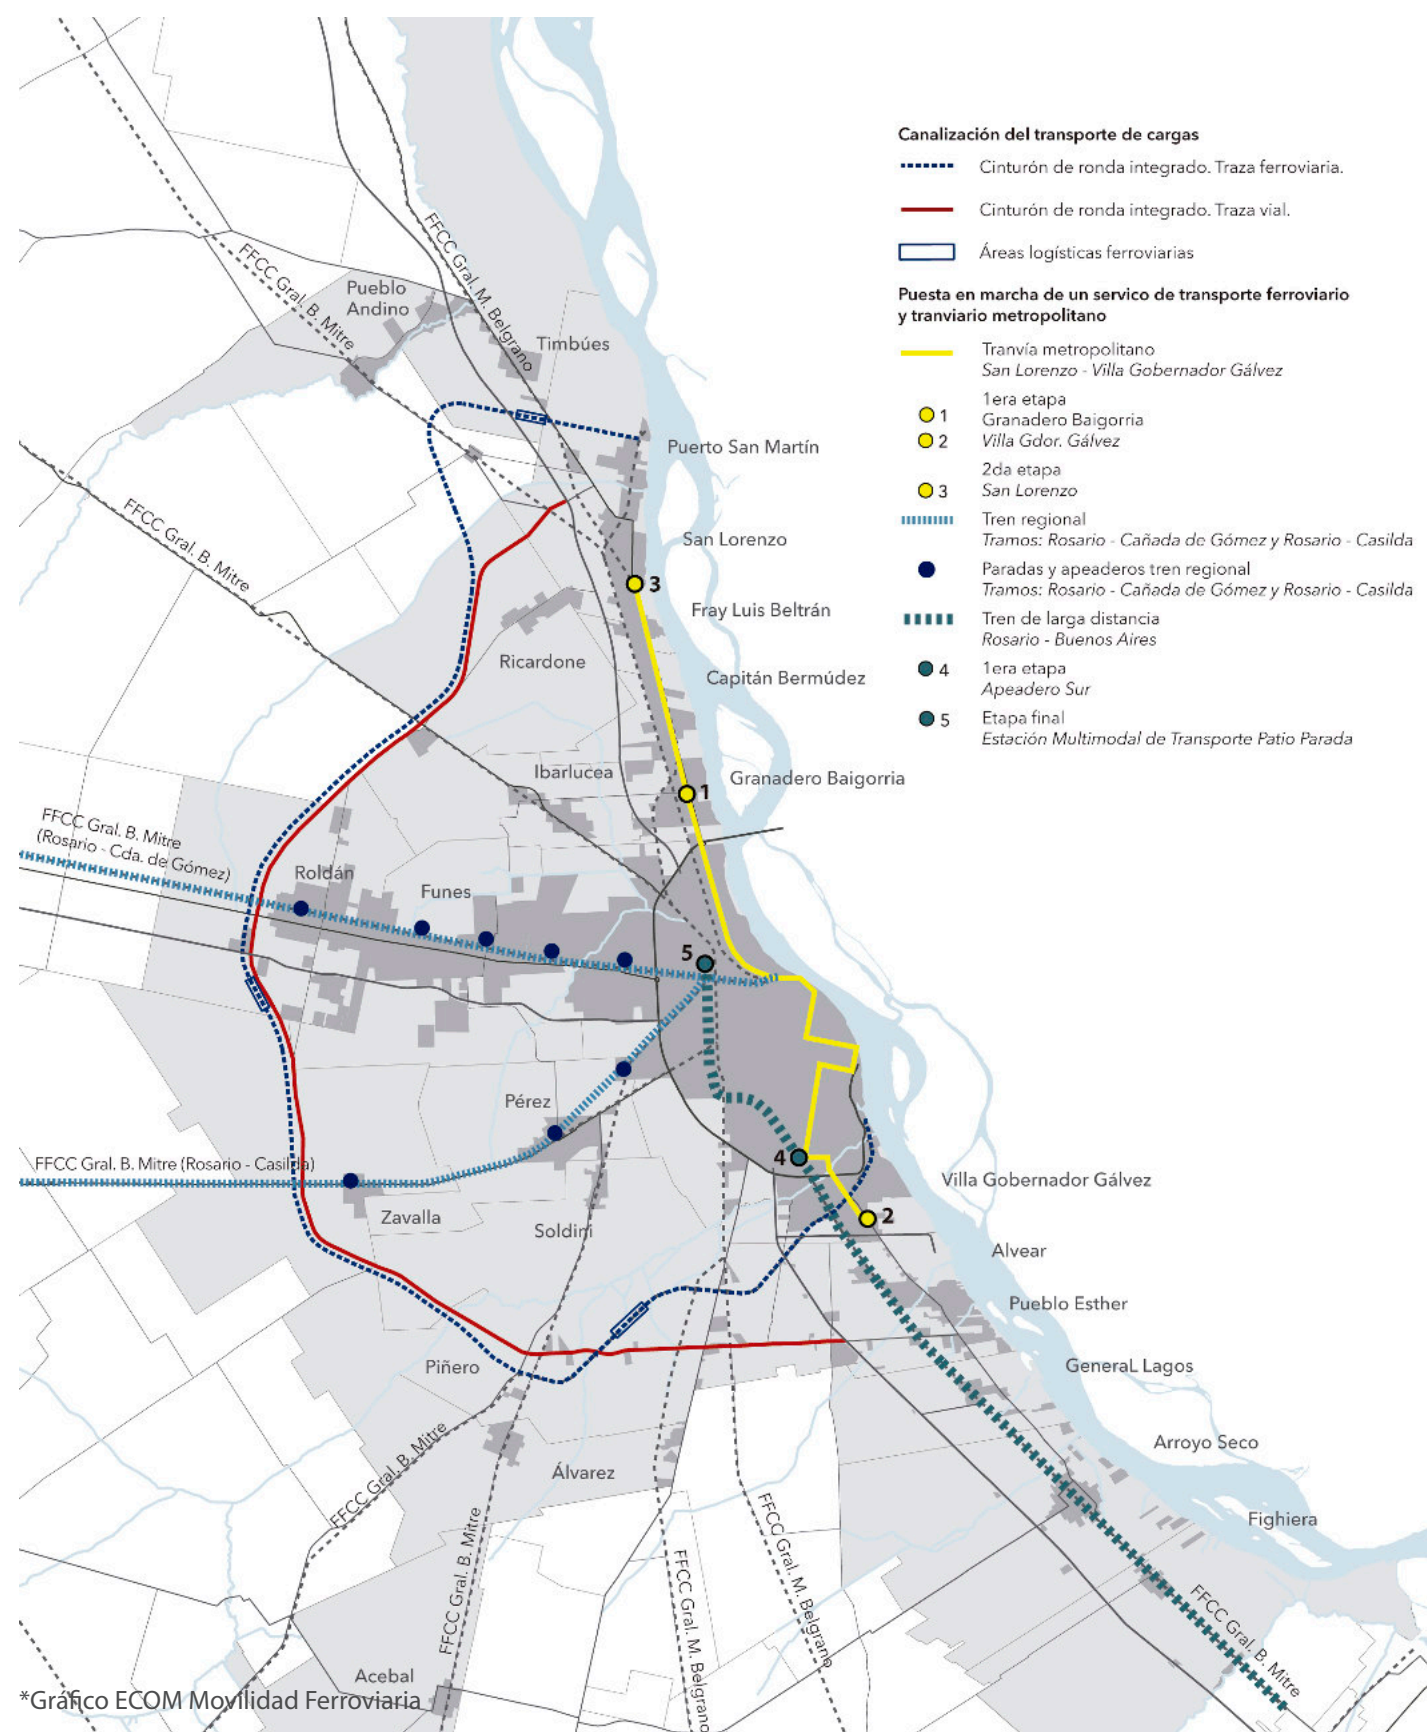 Canalización del transporte de cargas
Cinturón de ronda integrado. Traza ferroviaria.
Cinturón de ronda integrado. Traza vial.
Áreas logísticas ferroviarias
Puesta en marcha de un servico de transporte ferroviario
y tranviario metropolitano
Tranvía metropolitano
San Lorenzo - Villa Gobernador Gálvez
1era etapa
1 Granadero Baigorria
2 Villa Gdor. Gálvez
2da etapa
3 San Lorenzo
Tren regional
Tramos: Rosario - Cañada de Gómez y Rosario - Casilda
Paradas y apeaderos tren regional
Tramos: Rosario - Cañada de Gómez y Rosario - Casilda
Tren de larga distancia
Rosario - Buenos Aires
4 1era etapa
Apeadero Sur
5 Etapa final
Estación Multimodal de Transporte Patio Parada
FFCC Gral. M. Belgrano
FFCC Gral. B. Mitre
Pueblo
Andino
Timbúes
Puerto San Martín
FFCC Gral. B. Mitre
San Lorenzo
3
Fray Luis Beltrán
Ricardone
Capitán Bermúdez
Ibarlucea
Granadero Baigorria
1
FFCC Gral. B. Mitre
(Rosario - Cda. de Gómez)
Roldán
Funes
5
Pérez
FFCC Gral. B. Mitre (Rosario - Casilda)
4
Villa Gobernador Gálvez
Zavalla
Soldini
2
Alvear
Pueblo Esther
Piñero
GeneraL Lagos
Arroyo Seco
Álvarez
FFCC Gral. B. Mitre
FFCC Gral. B. Mitre
FFCC Gral. M. Belgrano
FFCC Gral. M. Belgrano
Fighiera
FFCC Gral. B. Mitre
Acebal
*Gráfico ECOM Movilidad Ferroviaria